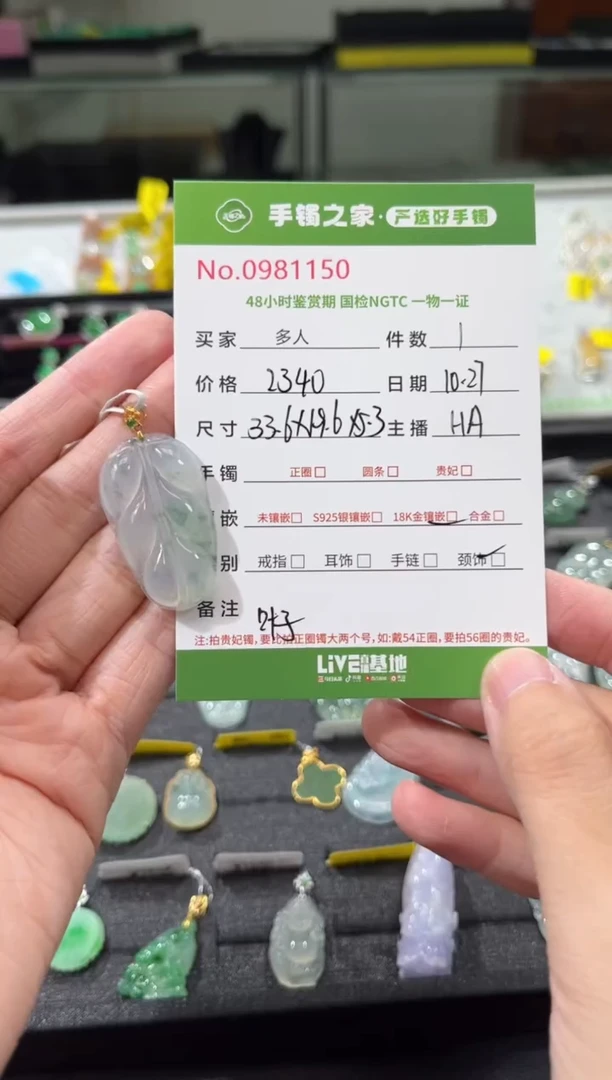 手镯之家·严选好手镯
No.0981150
48小时鉴赏期 国检NGTC 一物一证
买家 多人 件数 1
价格 2340 日期 10.27
尺寸 33.6X19.6X5.3 主播 HA
手镯 正圈□ 圆条□ 贵妃□
嵌 未镶嵌□ S925银镶嵌□ 18K金镶嵌□ 合金□
别 戒指□ 耳饰□ 手链□ 颈饰□
备注 叶子
注:拍贵妃镯,要比消正圈镯大两个号,如:戴54正圈,要拍56圈的贵妃。
LiVE 基地